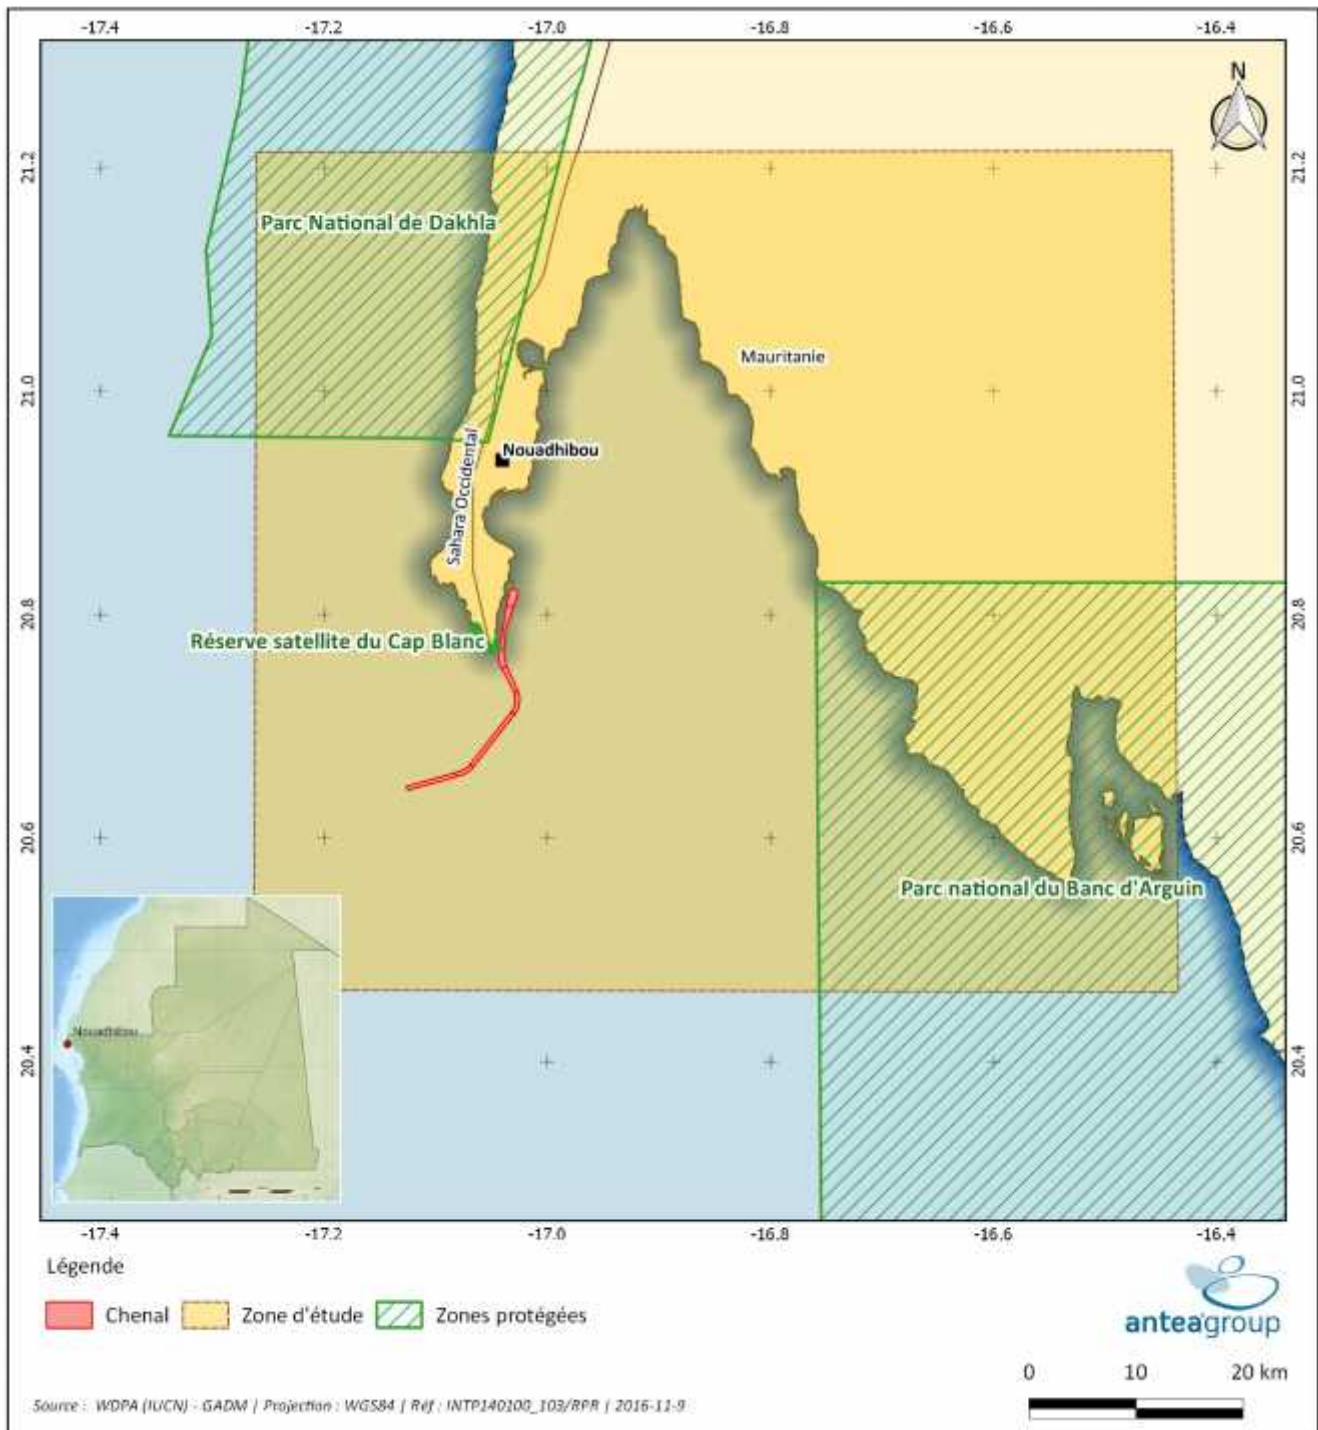 -17.4 -17.2 -17.0 -16.8 -16.6 -16.4
N
21.2 21.2
Parc National de Dakhla
Mauritanie
21.0 21.0
Nouadhibou
Sahara Occidental
20.8 20.8
Réserve satellite du Cap Blanc
20.6 20.6
Parc national du Banc d'Arguin
Nouadhibou
20.4 20.4
-17.4 -17.2 -17.0 -16.8 -16.6 -16.4
Légende
Chenal Zone d'étude Zones protégées
anteagroup
0 10 20 km
Source : WDPA (IUCN) - GADM | Projection : WGS84 | Réf : INTP140100_103/RPR | 2016-11-9